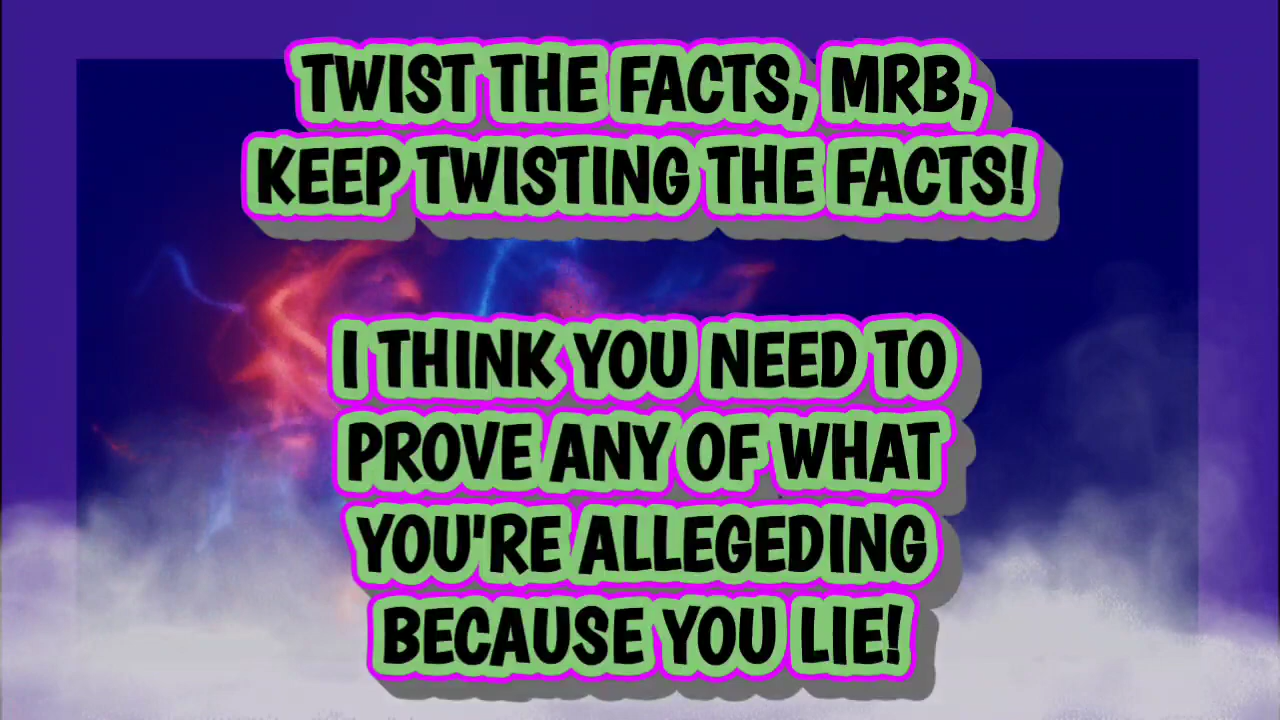 TWIST THE FACTS, MRB,
KEEP TWISTING THE FACTS!
I THINK YOU NEED TO
PROVE ANY OF WHAT
YOU'RE ALLEGEDING
BECAUSE YOU LIE!